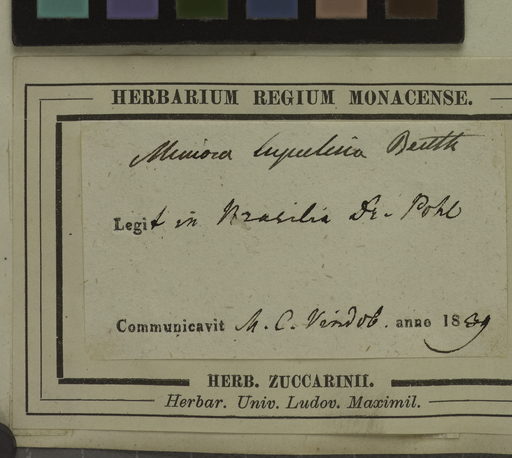 HERBARIUM REGIUM MONACENSE.
Mimosa lupulina Benth
Legit in Brasilia Dr. Pohl
Communicavit M. C. Vindob. anno 1839
HERB. ZUCCARINII.
Herbar. Univ. Ludov. Maximil.